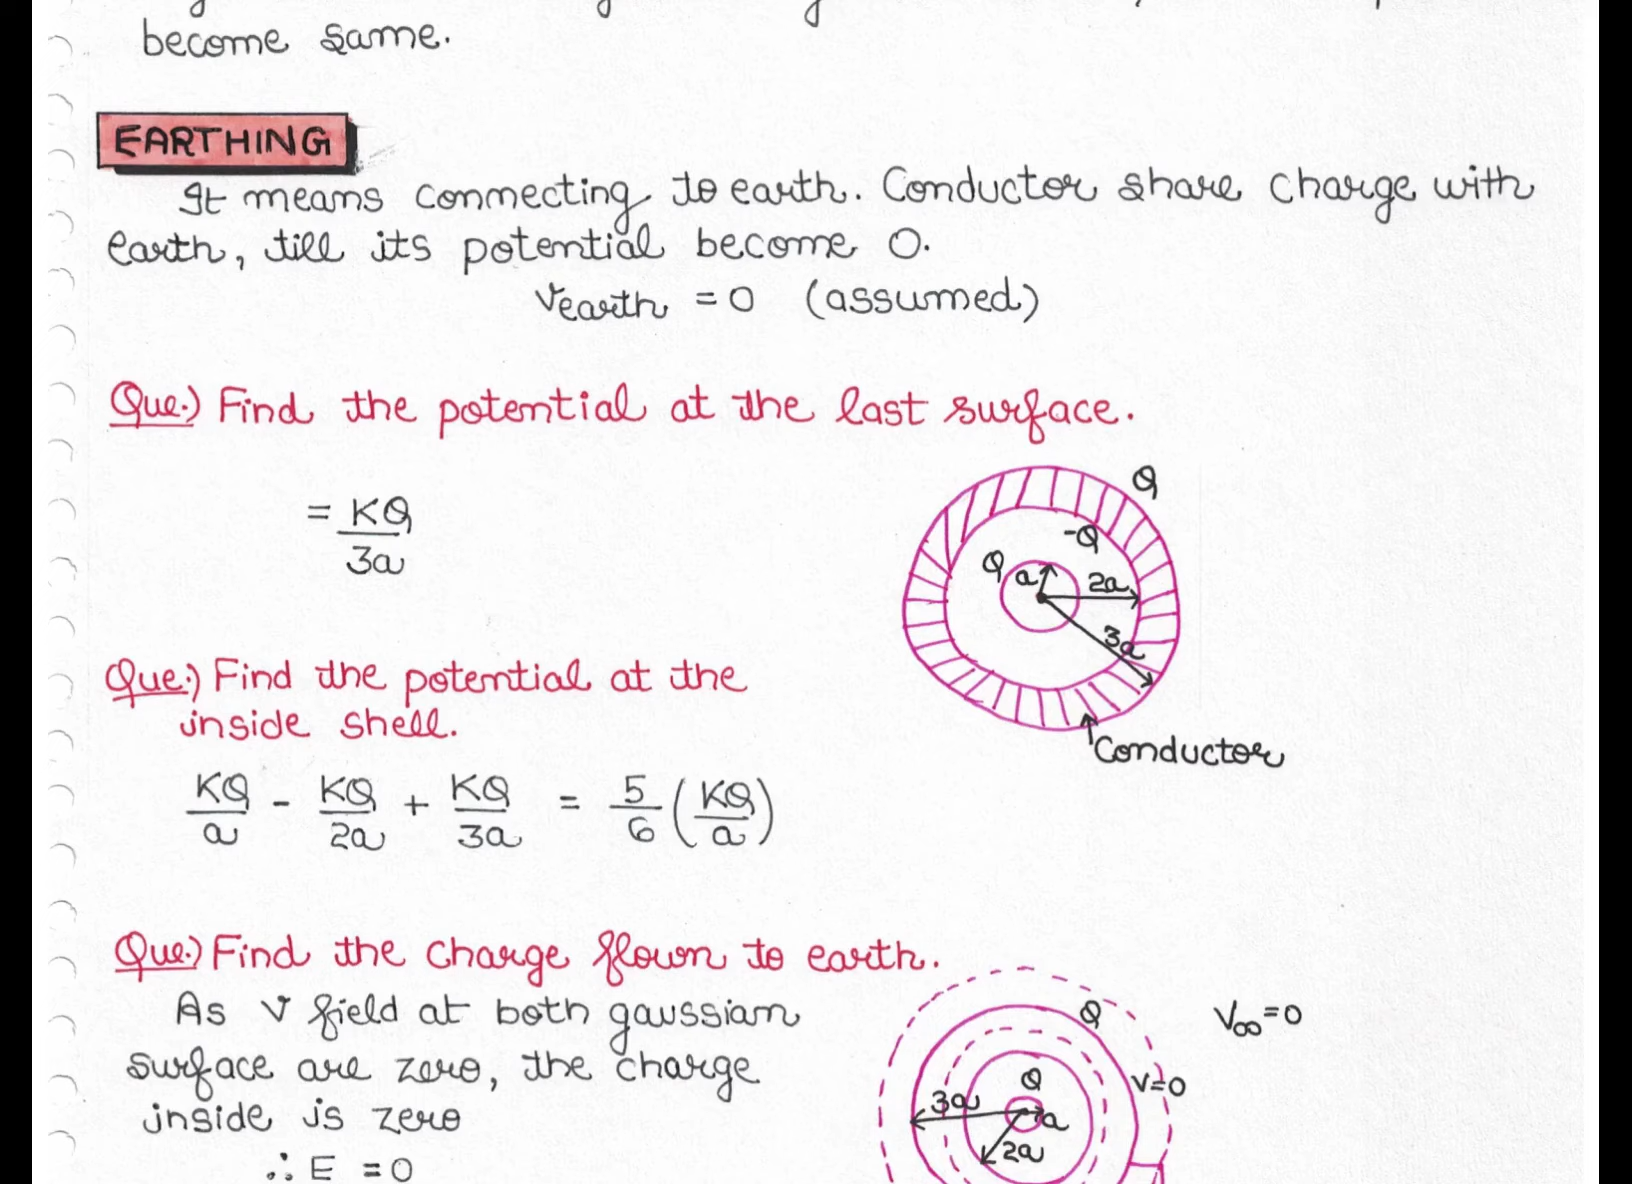 become same.
EARTHING
It means connecting to earth. Conductor share charge with
earth, till its potential become 0.
Vearth = 0 (assumed)
Que.) Find the potential at the last surface.
= KQ
3a
Q
-Q
Q a 2a
3a
Conductor
Que.) Find the potential at the
inside shell.
KQ/a - KQ/2a + KQ/3a = 5/6 (KQ/a)
Que.) Find the charge flown to earth.
As V field at both gaussian
surface are zero, the charge
inside is zero
∴ E = 0
Q
V∞=0
Q
V=0
3a
a
2a